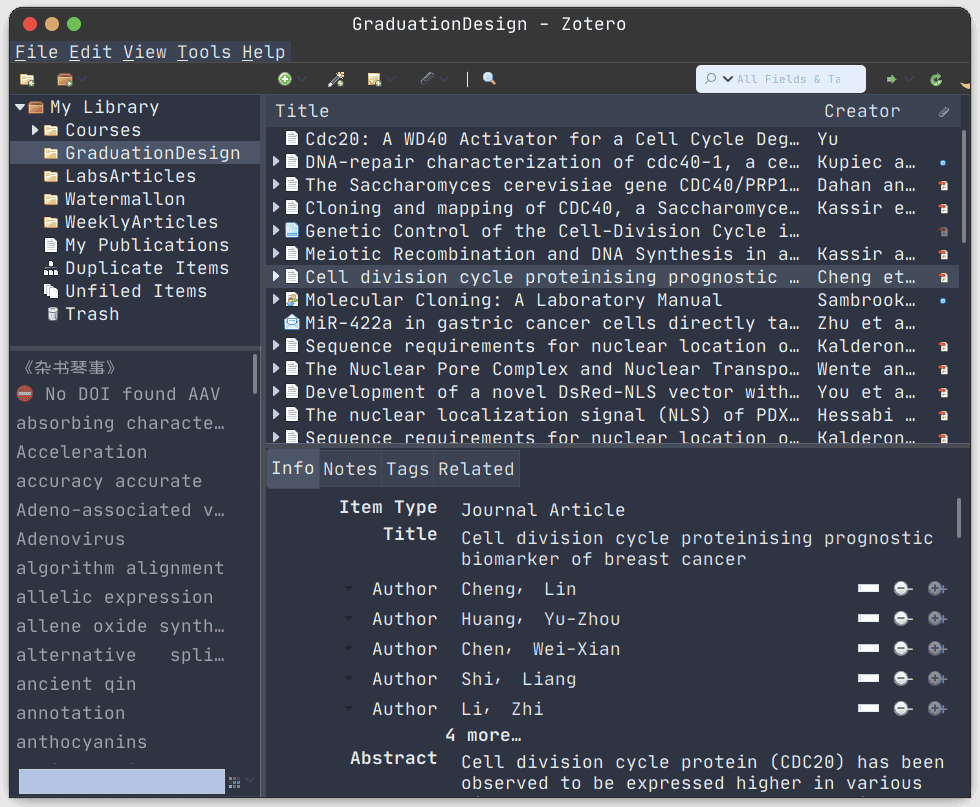 GraduationDesign - Zotero
File Edit View Tools Help
All Fields & Ta
My Library
Courses
GraduationDesign
LabsArticles
Watermallon
WeeklyArticles
My Publications
Duplicate Items
Unfiled Items
Trash
《杂书琴事》
No DOI found AAV
absorbing characte…
Acceleration
accuracy accurate
Adeno-associated v…
Adenovirus
algorithm alignment
allelic expression
allene oxide synth…
alternative spli…
ancient qin
annotation
anthocyanins
Title Creator
Cdc20: A WD40 Activator for a Cell Cycle Deg… Yu
DNA-repair characterization of cdc40-1, a ce… Kupiec a…
The Saccharomyces cerevisiae gene CDC40/PRP1… Dahan an…
Cloning and mapping of CDC40, a Saccharomyce… Kassir e…
Genetic Control of the Cell-Division Cycle i…
Meiotic Recombination and DNA Synthesis in a… Kassir a…
Cell division cycle proteinising prognostic … Cheng et…
Molecular Cloning: A Laboratory Manual Sambrook…
MiR-422a in gastric cancer cells directly ta… Zhu et a…
Sequence requirements for nuclear location o… Kalderon…
The Nuclear Pore Complex and Nuclear Transpo… Wente an…
Development of a novel DsRed-NLS vector with… You et a…
The nuclear localization signal (NLS) of PDX… Hessabi …
Sequence requirements for nuclear location o… Kalderon…
Info Notes Tags Related
Item Type Journal Article
Title Cell division cycle proteinising prognostic
biomarker of breast cancer
Author Cheng, Lin
Author Huang, Yu-Zhou
Author Chen, Wei-Xian
Author Shi, Liang
Author Li, Zhi
4 more…
Abstract Cell division cycle protein (CDC20) has been
observed to be expressed higher in various